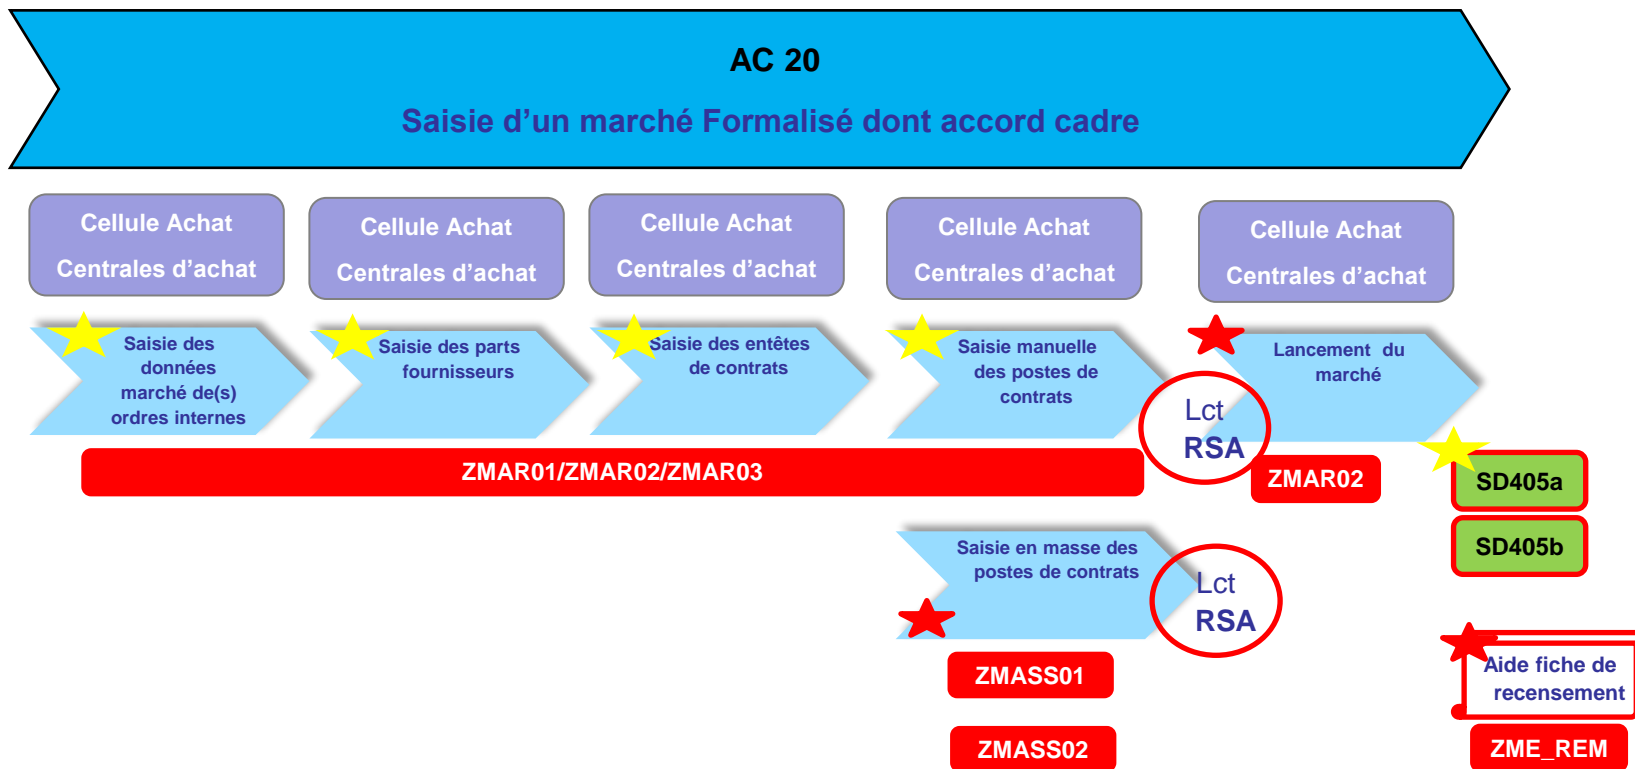 AC 20
Saisie d’un marché Formalisé dont accord cadre
Cellule Achat
Centrales d’achat
Cellule Achat
Centrales d’achat
Cellule Achat
Centrales d’achat
Cellule Achat
Centrales d’achat
Cellule Achat
Centrales d’achat
Saisie des
données
marché de(s)
ordres internes
Saisie des parts
fournisseurs
Saisie des entêtes
de contrats
Saisie manuelle
des postes de
contrats
Lancement du
marché
Lct
RSA
ZMAR01/ZMAR02/ZMAR03
ZMAR02
SD405a
SD405b
Saisie en masse des
postes de contrats
Lct
RSA
ZMASS01
ZMASS02
Aide fiche de
recensement
ZME_REM